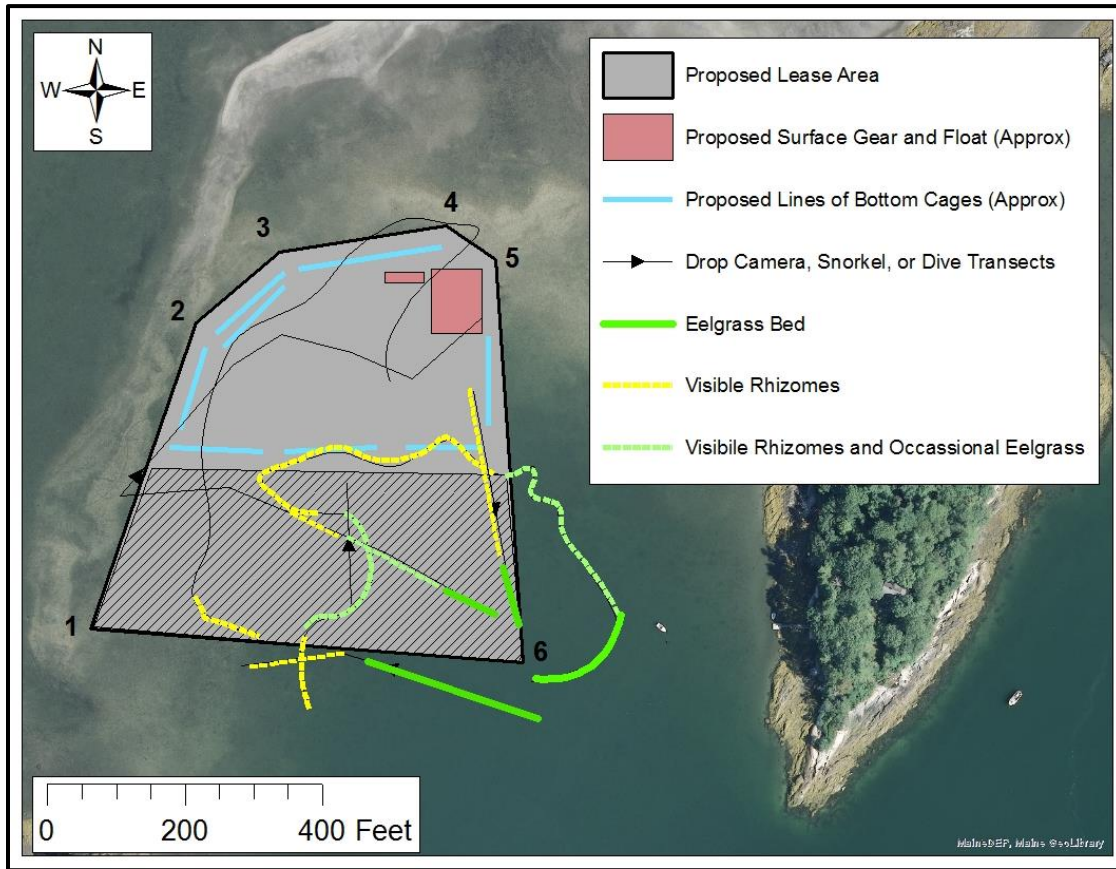 N
W E
S
Proposed Lease Area
Proposed Surface Gear and Float (Approx)
Proposed Lines of Bottom Cages (Approx)
Drop Camera, Snorkel, or Dive Transects
Eelgrass Bed
Visible Rhizomes
Visibile Rhizomes and Occassional Eelgrass
4
3
5
2
1
6
0 200 400 Feet
MaineDEP, Maine GeoLibrary